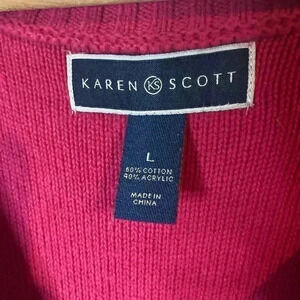 KAREN KS SCOTT
L
60% COTTON
40% ACRYLIC
MADE IN
CHINA